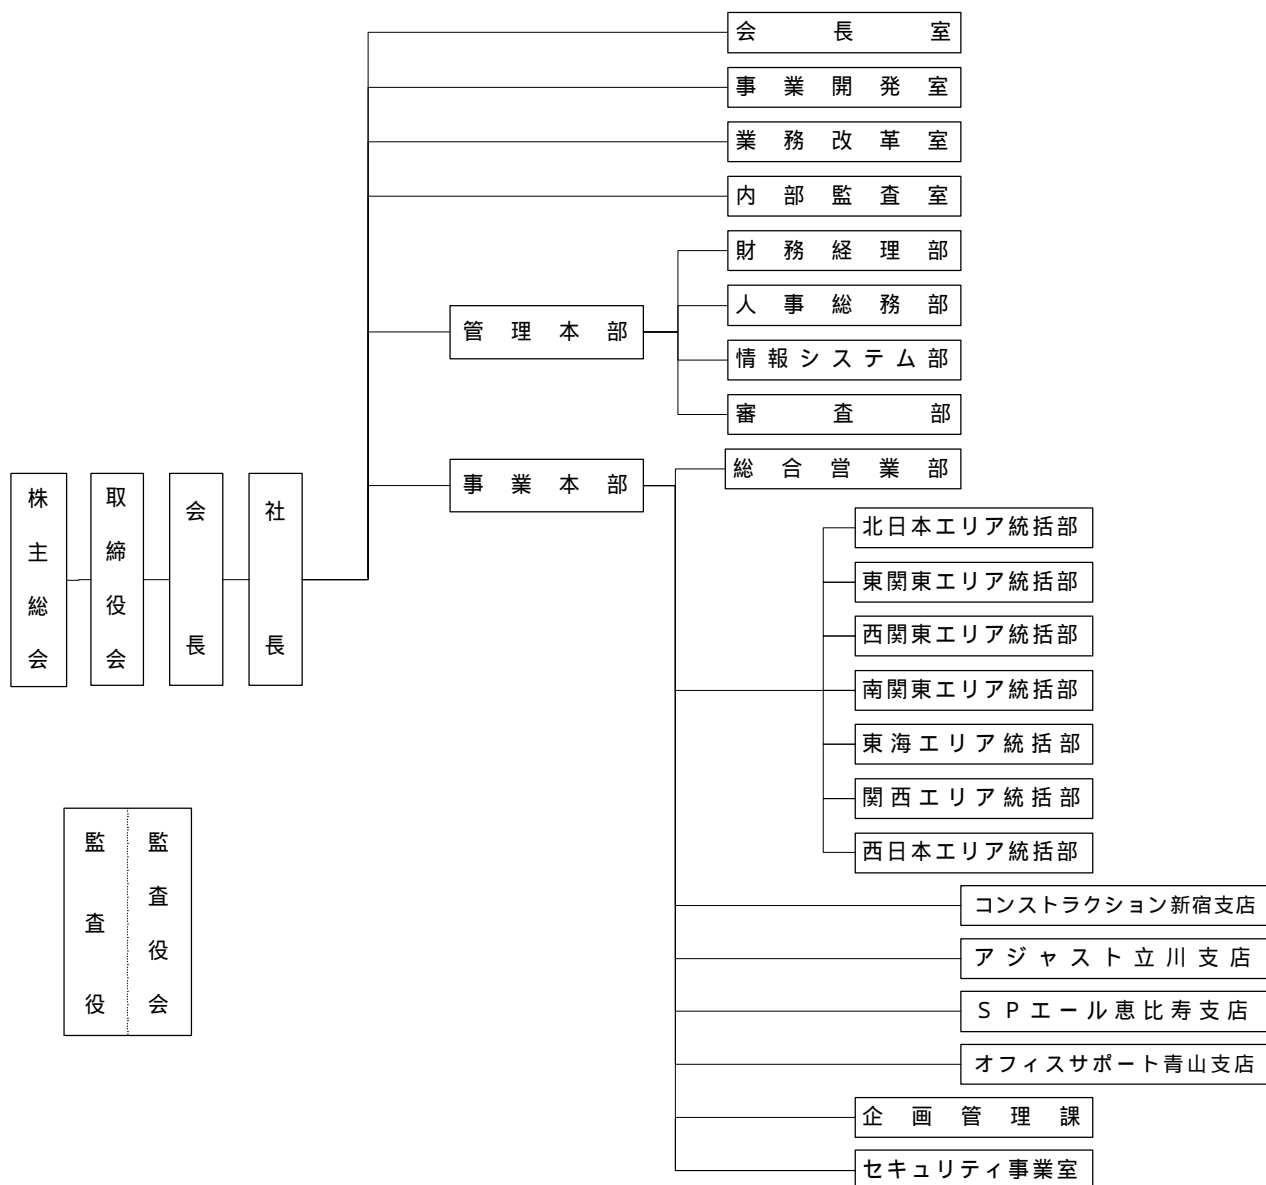 会長室
事業開発室
業務改革室
内部監査室
財務経理部
人事総務部
管理本部
情報システム部
審査部
総合営業部
事業本部
株主総会
取締役会
会長
社長
北日本エリア統括部
東関東エリア統括部
西関東エリア統括部
南関東エリア統括部
東海エリア統括部
関西エリア統括部
西日本エリア統括部
監査役
監査役会
コンストラクション新宿支店
アジャスト立川支店
ＳＰエール恵比寿支店
オフィスサポート青山支店
企画管理課
セキュリティ事業室